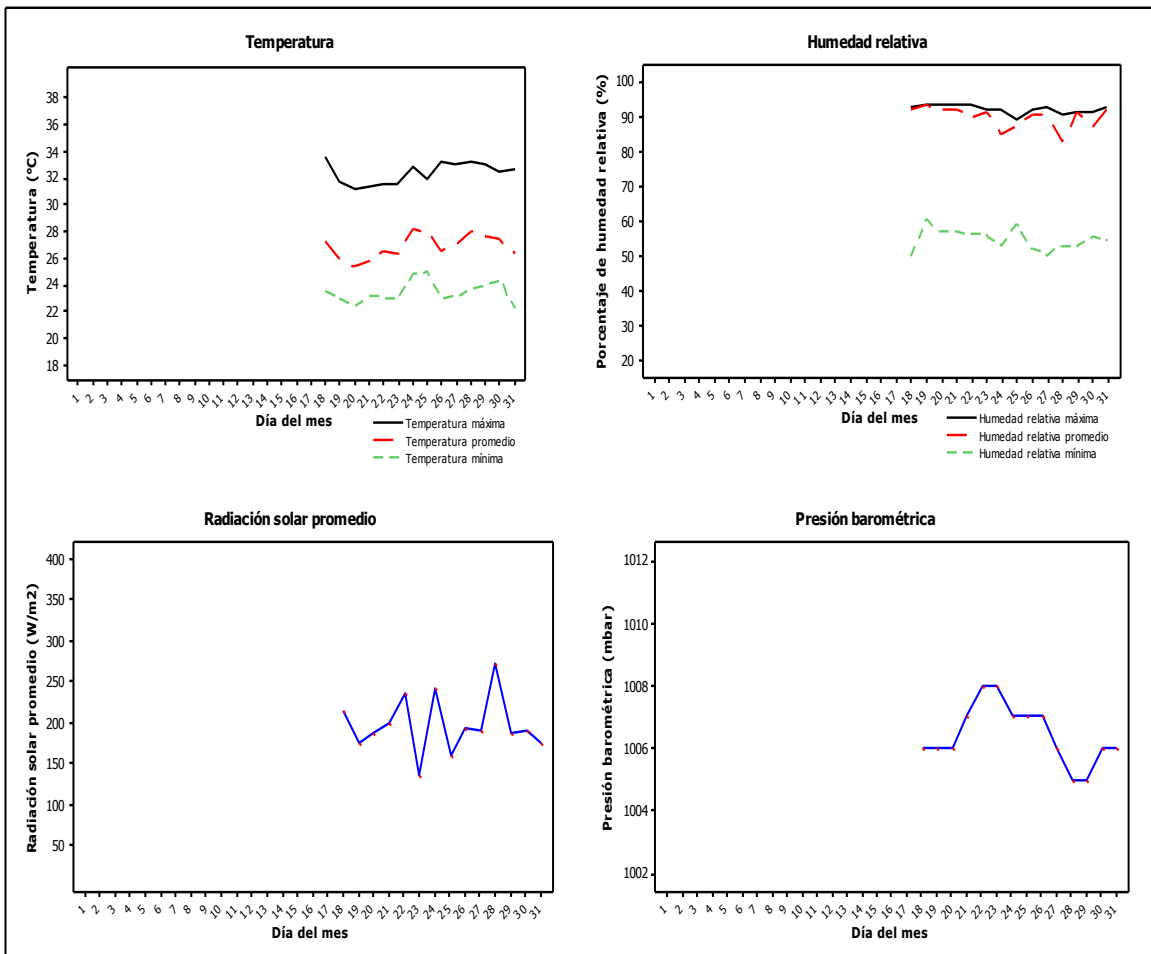 Temperatura
Temperatura (°C)
38
36
34
32
30
28
26
24
22
20
18
1 2 3 4 5 6 7 8 9 10 11 12 13 14 15 16 17 18 19 20 21 22 23 24 25 26 27 28 29 30 31
Día del mes
Temperatura máxima
Temperatura promedio
Temperatura mínima
Humedad relativa
Porcentaje de humedad relativa (%)
100
90
80
70
60
50
40
30
20
1 2 3 4 5 6 7 8 9 10 11 12 13 14 15 16 17 18 19 20 21 22 23 24 25 26 27 28 29 30 31
Día del mes
Humedad relativa máxima
Humedad relativa promedio
Humedad relativa mínima
Radiación solar promedio
Radiación solar promedio (W/m2)
400
350
300
250
200
150
100
50
1 2 3 4 5 6 7 8 9 10 11 12 13 14 15 16 17 18 19 20 21 22 23 24 25 26 27 28 29 30 31
Día del mes
Presión barométrica
Presión barométrica (mbar)
1012
1010
1008
1006
1004
1002
1 2 3 4 5 6 7 8 9 10 11 12 13 14 15 16 17 18 19 20 21 22 23 24 25 26 27 28 29 30 31
Día del mes